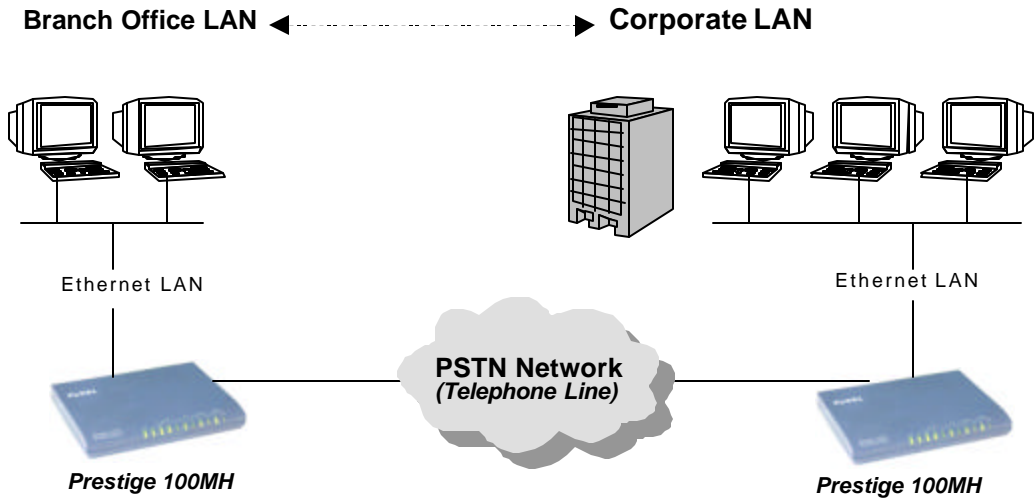 Branch Office LAN
Corporate LAN
Ethernet LAN
Ethernet LAN
PSTN Network
(Telephone Line)
Prestige 100MH
Prestige 100MH